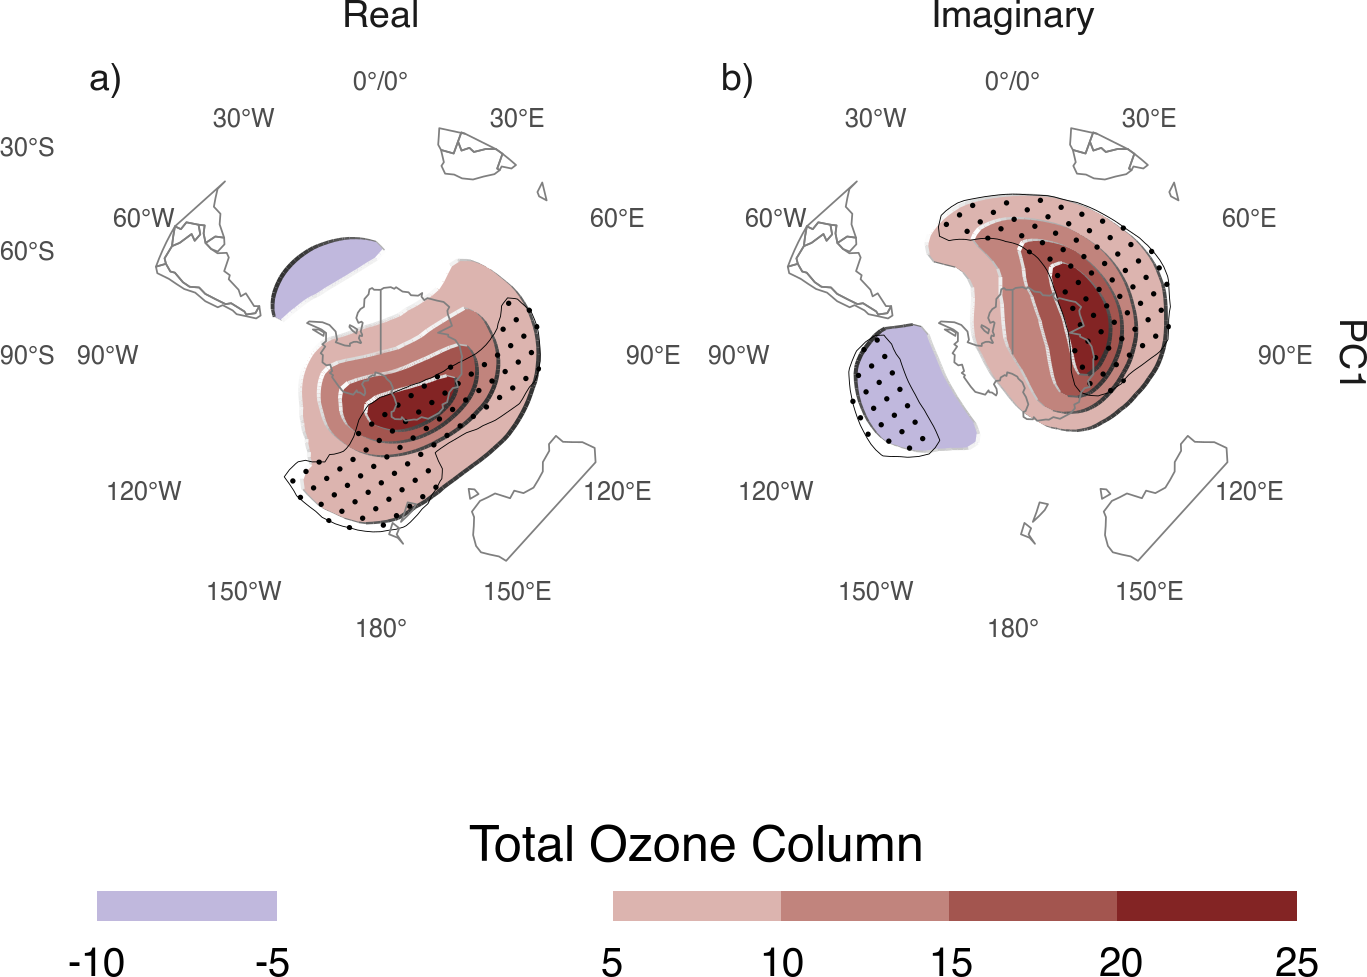 Real Imaginary
a) b)
0°/0° 0°/0°
30°W 30°E 30°W 30°E
30°S
60°W 60°E 60°W 60°E
60°S
90°S 90°W 90°E 90°W 90°E
PC1
120°W 120°E 120°W 120°E
150°W 150°E 150°W 150°E
180° 180°
Total Ozone Column
-10 -5 5 10 15 20 25